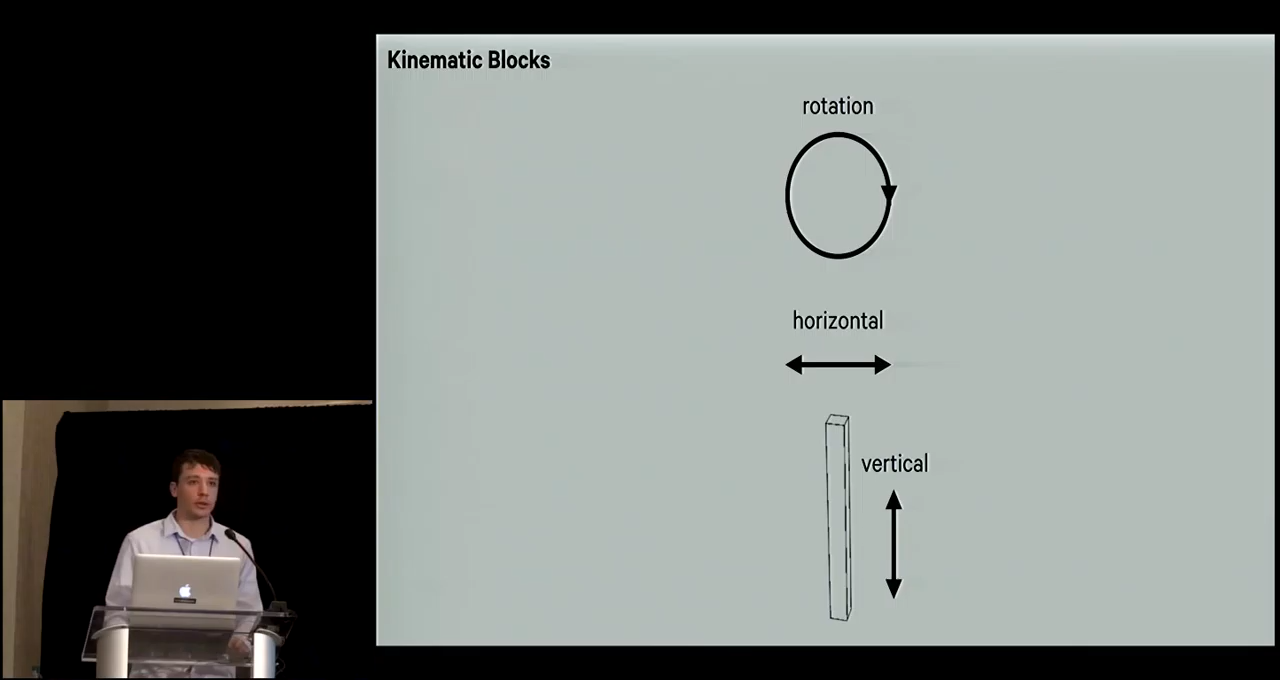 Kinematic Blocks
rotation
horizontal
vertical